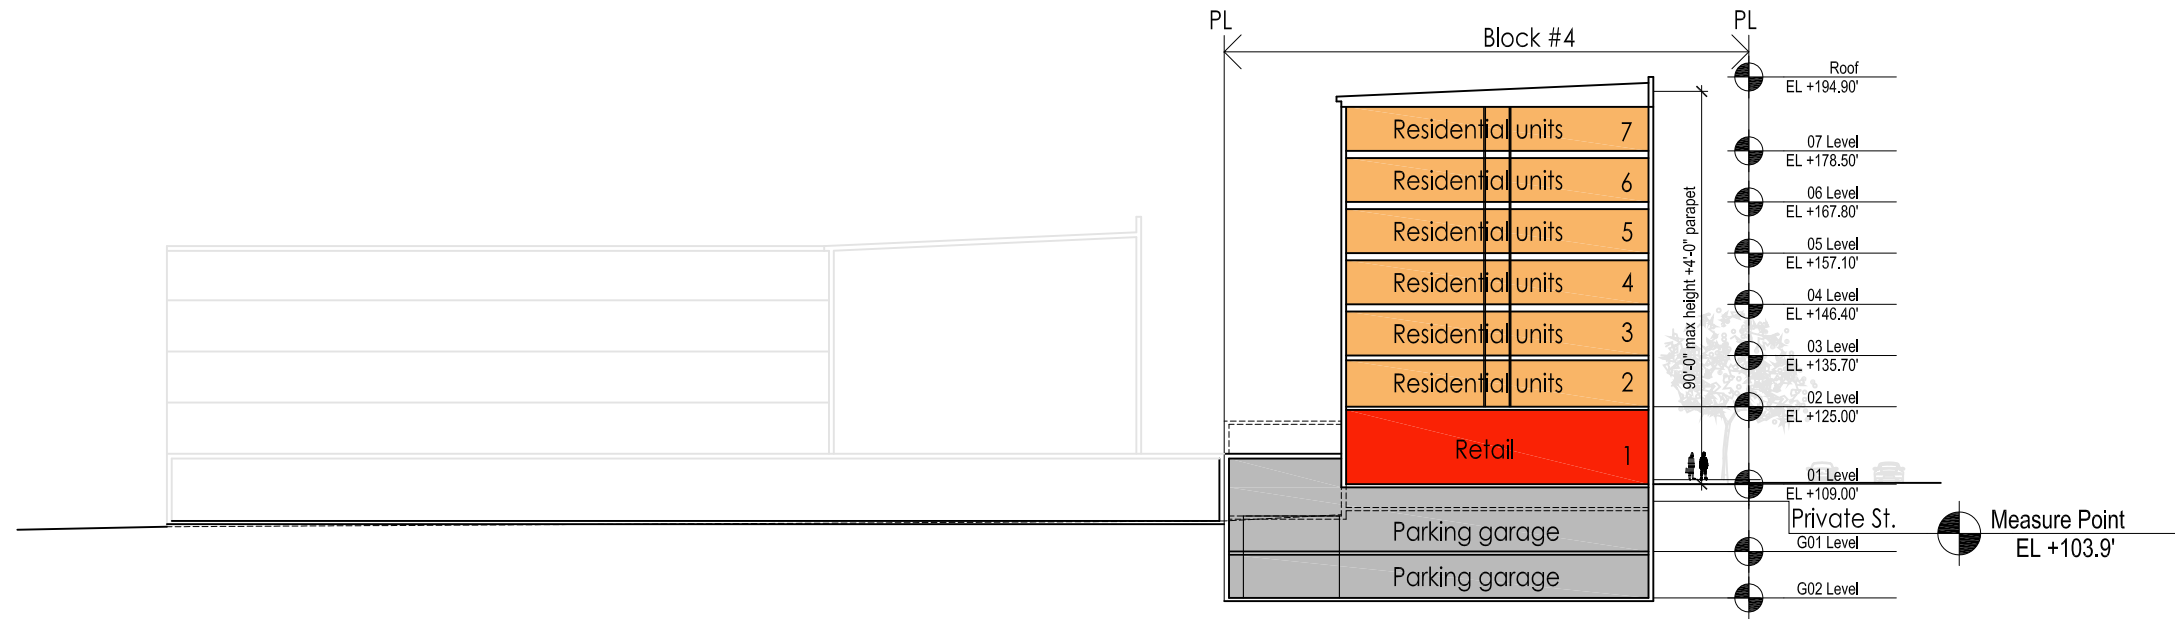 PL
PL
Block #4
Roof
EL +194.90'
Residential units 7
07 Level
EL +178.50'
Residential units 6
06 Level
EL +167.80'
Residential units 5
05 Level
EL +157.10'
Residential units 4
04 Level
EL +146.40'
Residential units 3
03 Level
EL +135.70'
Residential units 2
02 Level
EL +125.00'
90'-0" max height +4'-0" parapet
Retail 1
01 Level
EL +109.00'
Private St.
Measure Point
EL +103.9'
Parking garage
G01 Level
Parking garage
G02 Level